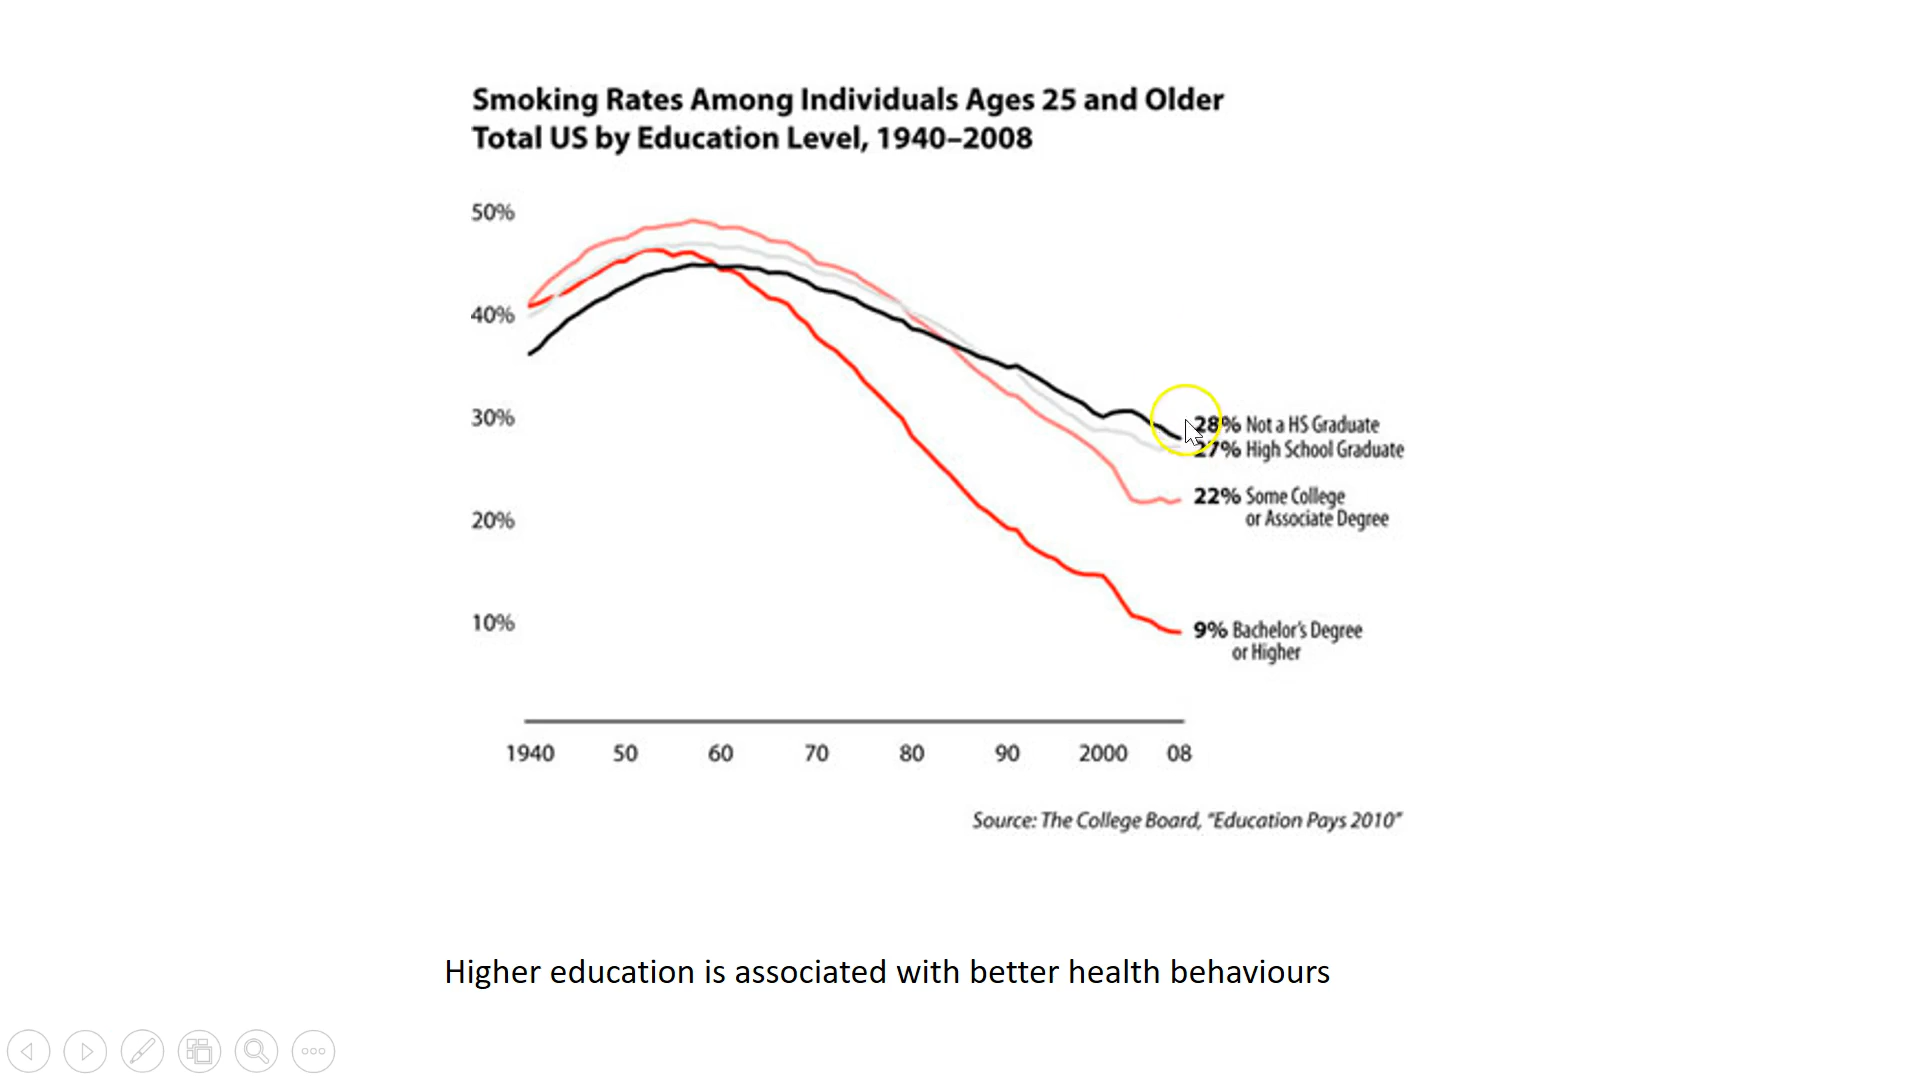 Smoking Rates Among Individuals Ages 25 and Older
Total US by Education Level, 1940–2008
50%
40%
30%
20%
10%
28% Not a HS Graduate
27% High School Graduate
22% Some College
or Associate Degree
9% Bachelor's Degree
or Higher
1940 50 60 70 80 90 2000 08
Source: The College Board, "Education Pays 2010"
Higher education is associated with better health behaviours